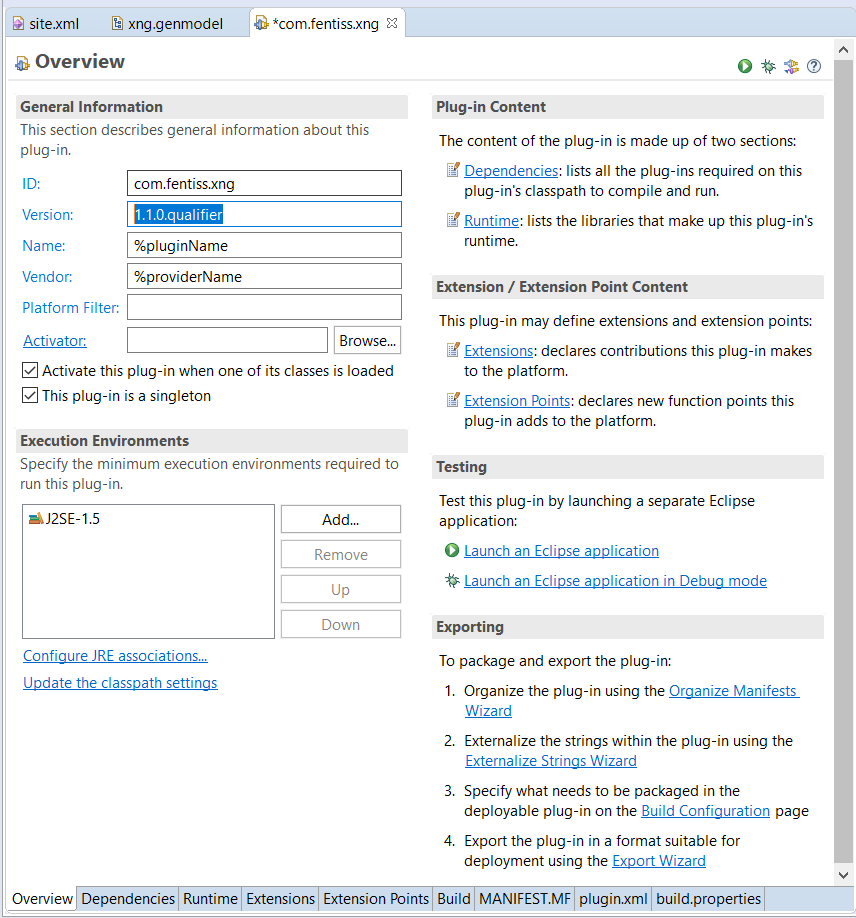 site.xml
xng.genmodel
*com.fentiss.xng
Overview
General Information
This section describes general information about this
plug-in.
ID:
com.fentiss.xng
Version:
1.1.0.qualifier
Name:
%pluginName
Vendor:
%providerName
Platform Filter:
Activator:
Browse...
Activate this plug-in when one of its classes is loaded
This plug-in is a singleton
Execution Environments
Specify the minimum execution environments required to
run this plug-in.
J2SE-1.5
Add...
Remove
Up
Down
Configure JRE associations...
Update the classpath settings
Plug-in Content
The content of the plug-in is made up of two sections:
Dependencies: lists all the plug-ins required on this
plug-in's classpath to compile and run.
Runtime: lists the libraries that make up this plug-in's
runtime.
Extension / Extension Point Content
This plug-in may define extensions and extension points:
Extensions: declares contributions this plug-in makes
to the platform.
Extension Points: declares new function points this
plug-in adds to the platform.
Testing
Test this plug-in by launching a separate Eclipse
application:
Launch an Eclipse application
Launch an Eclipse application in Debug mode
Exporting
To package and export the plug-in:
1. Organize the plug-in using the Organize Manifests
Wizard
2. Externalize the strings within the plug-in using the
Externalize Strings Wizard
3. Specify what needs to be packaged in the
deployable plug-in on the Build Configuration page
4. Export the plug-in in a format suitable for
deployment using the Export Wizard
Overview Dependencies Runtime Extensions Extension Points Build MANIFEST.MF plugin.xml build.properties